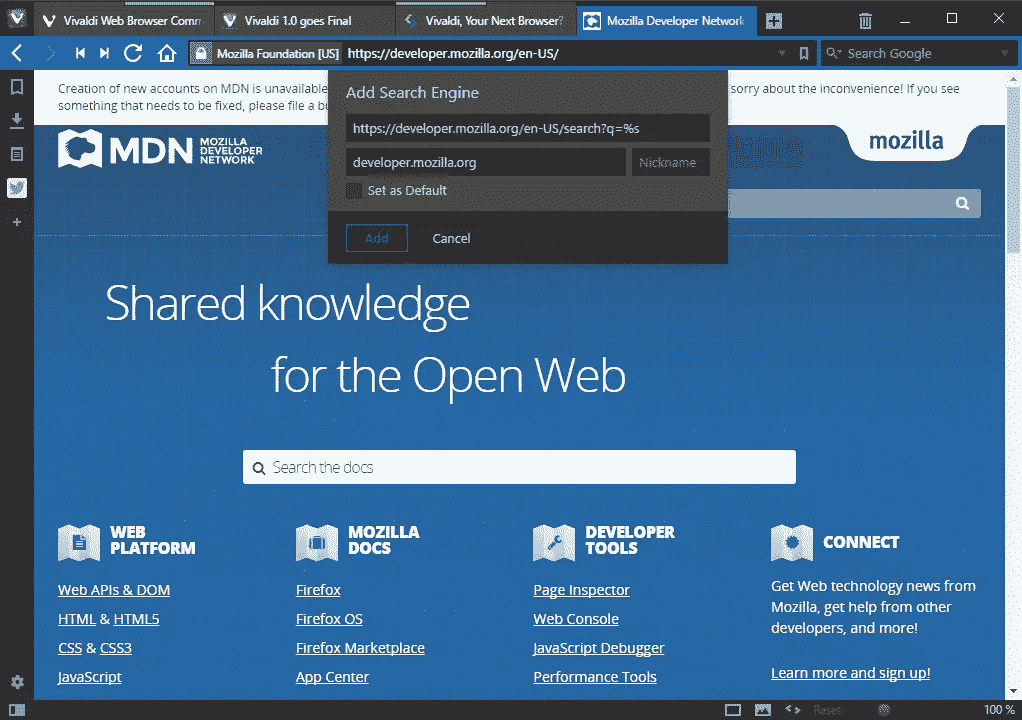 Vivaldi Web Browser Comm
Vivaldi 1.0 goes Final
Vivaldi, Your Next Browser?
Mozilla Developer Network
Mozilla Foundation [US]
https://developer.mozilla.org/en-US/
Search Google
Creation of new accounts on MDN is unavailable
sorry about the inconvenience! If you see
something that needs to be fixed, please file a bu
Add Search Engine
https://developer.mozilla.org/en-US/search?q=%s
developer.mozilla.org
Nickname
Set as Default
Add
Cancel
MDN
MOZILLA
DEVELOPER
NETWORK
mozilla
Shared knowledge
for the Open Web
Search the docs
WEB
PLATFORM
Web APIs & DOM
HTML & HTML5
CSS & CSS3
JavaScript
MOZILLA
DOCS
Firefox
Firefox OS
Firefox Marketplace
App Center
DEVELOPER
TOOLS
Page Inspector
Web Console
JavaScript Debugger
Performance Tools
CONNECT
Get Web technology news from
Mozilla, get help from other
developers, and more!
Learn more and sign up!
Reset
100 %